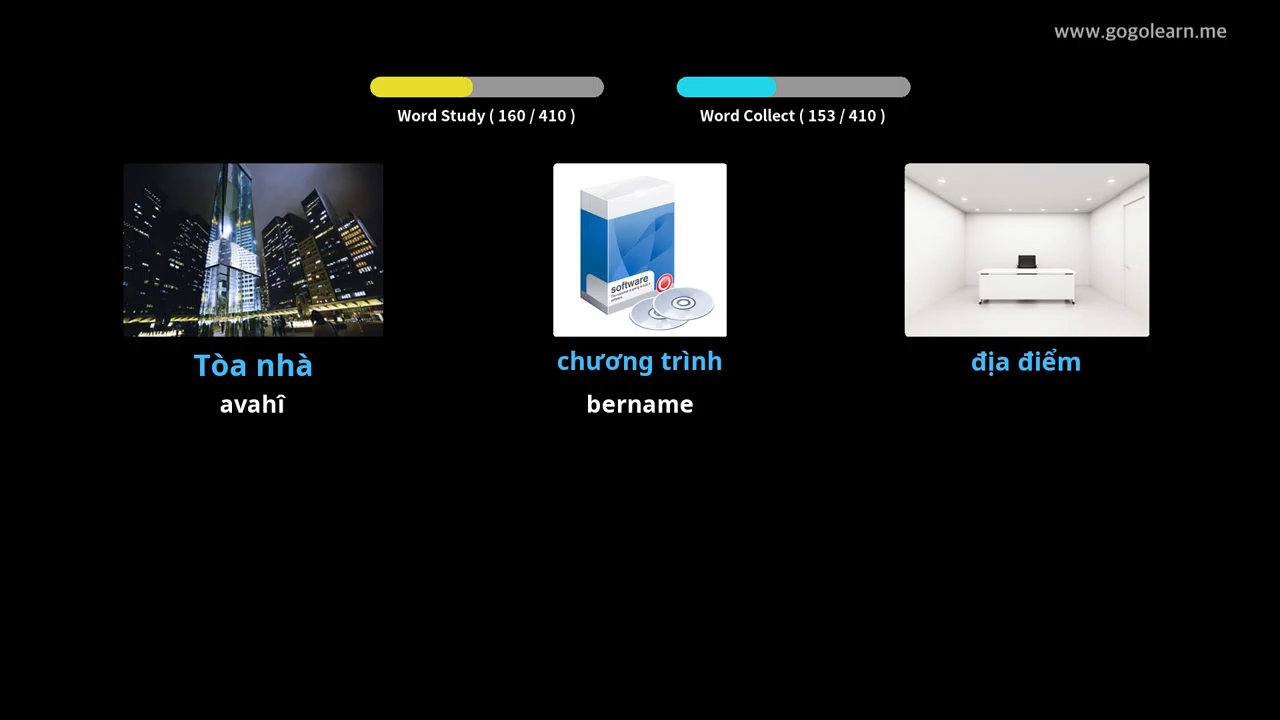 www.gogolearn.me
Word Study ( 160 / 410 )
Word Collect ( 153 / 410 )
software
Tòa nhà
chương trình
địa điểm
avahî
bername